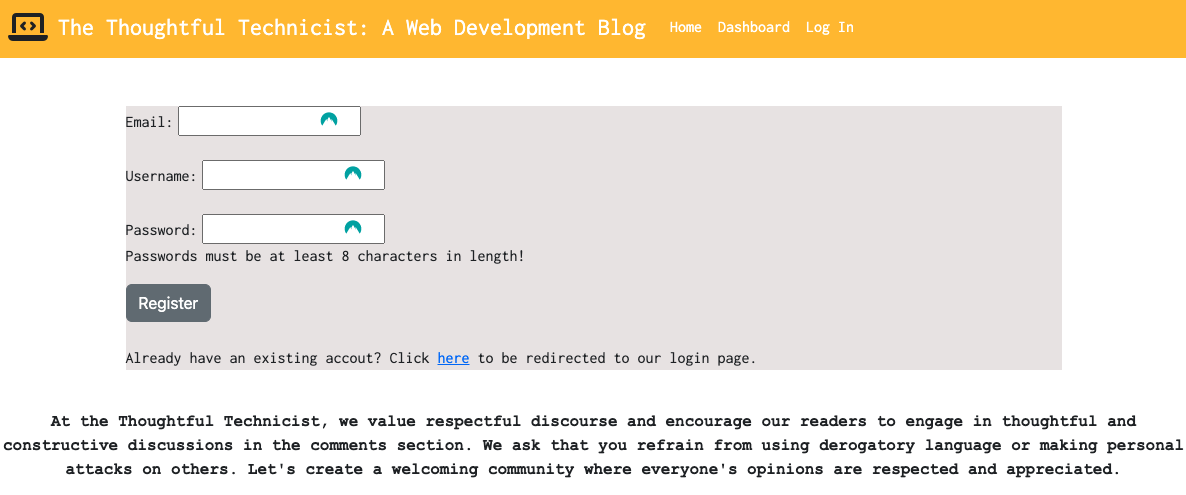 The Thoughtful Technicist: A Web Development Blog Home Dashboard Log In
Email:
Username:
Password:
Passwords must be at least 8 characters in length!
Register
Already have an existing accout? Click here to be redirected to our login page.
At the Thoughtful Technicist, we value respectful discourse and encourage our readers to engage in thoughtful and
constructive discussions in the comments section. We ask that you refrain from using derogatory language or making personal
attacks on others. Let's create a welcoming community where everyone's opinions are respected and appreciated.